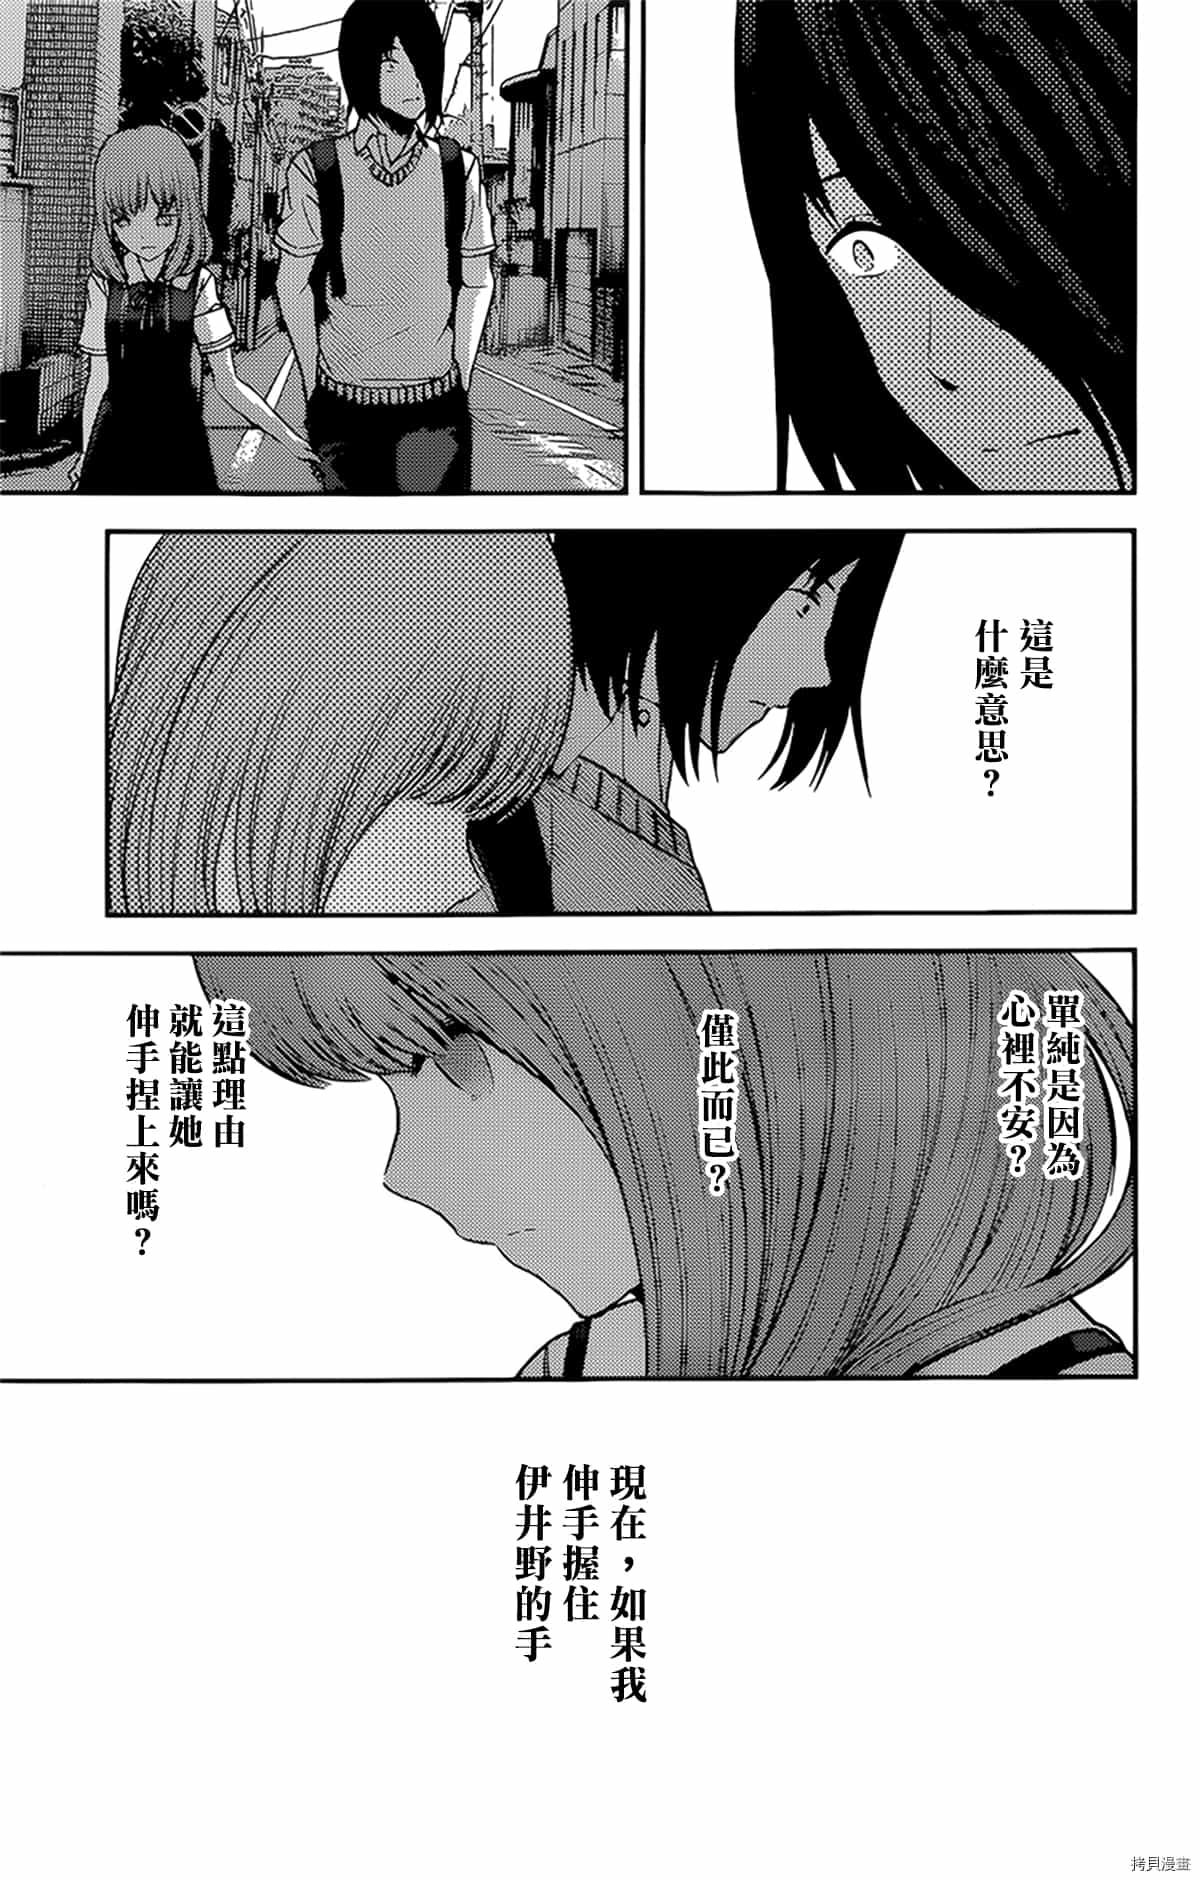 這是
什麼意思？
單純是因為
心裡不安？
僅此而已？
這點理由
就能讓她
伸手捏上來嗎？
現在，如果我
伸手握住
伊井野的手
拷貝漫畫